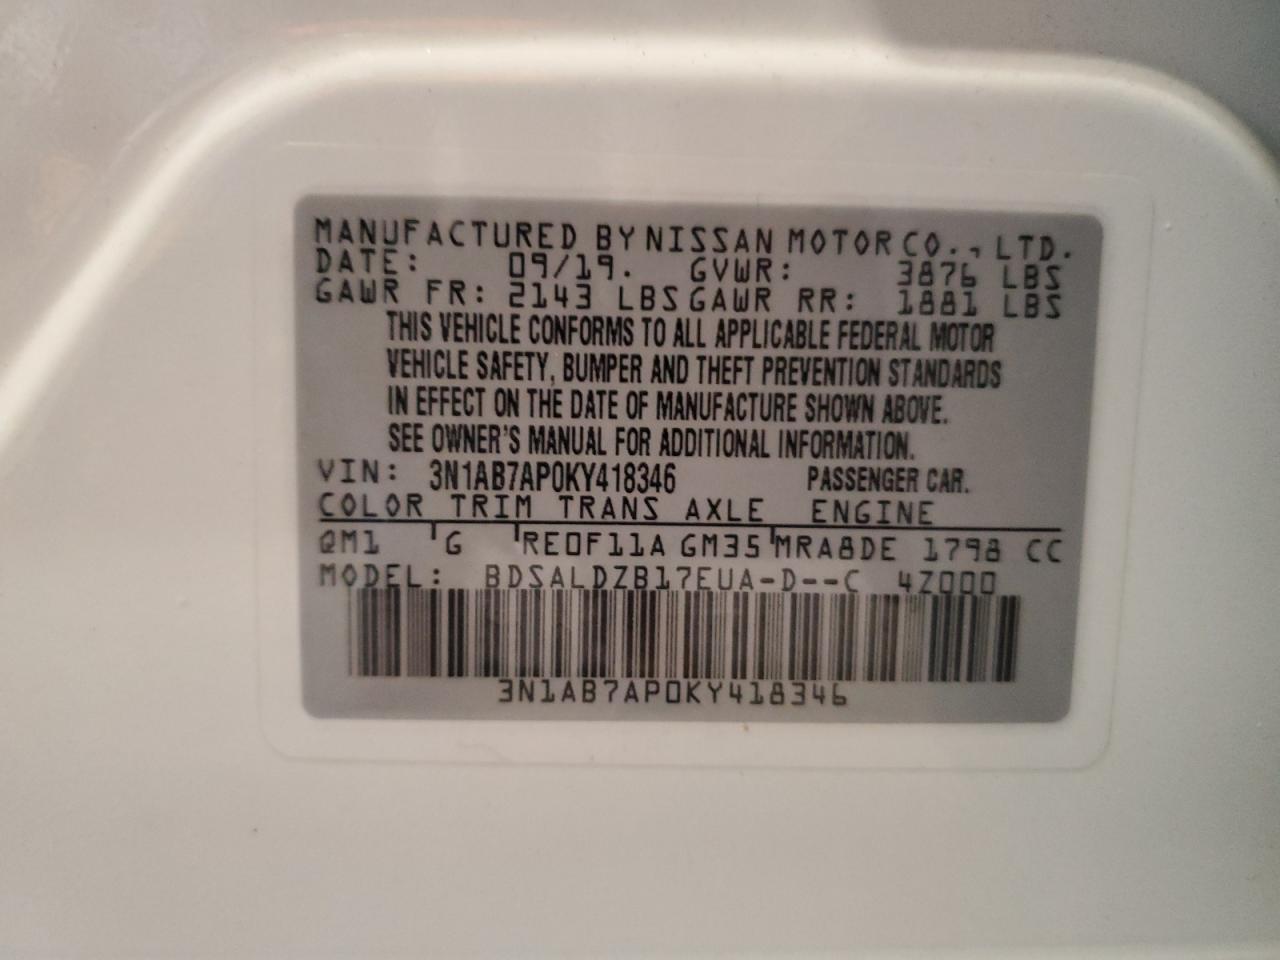 MANUFACTURED BY NISSAN MOTOR CO., LTD.
DATE: 09/19. GVWR: 3876 LBS
GAWR FR: 2143 LBS GAWR RR: 1881 LBS
THIS VEHICLE CONFORMS TO ALL APPLICABLE FEDERAL MOTOR
VEHICLE SAFETY, BUMPER AND THEFT PREVENTION STANDARDS
IN EFFECT ON THE DATE OF MANUFACTURE SHOWN ABOVE.
SEE OWNER'S MANUAL FOR ADDITIONAL INFORMATION.
VIN: 3N1AB7AP0KY418346 PASSENGER CAR.
COLOR TRIM TRANS AXLE ENGINE
QM1 G RE0F11A GM35 MRA8DE 1798 CC
MODEL: BDSALDZB17EUA-D--C 4Z000
3N1AB7AP0KY418346